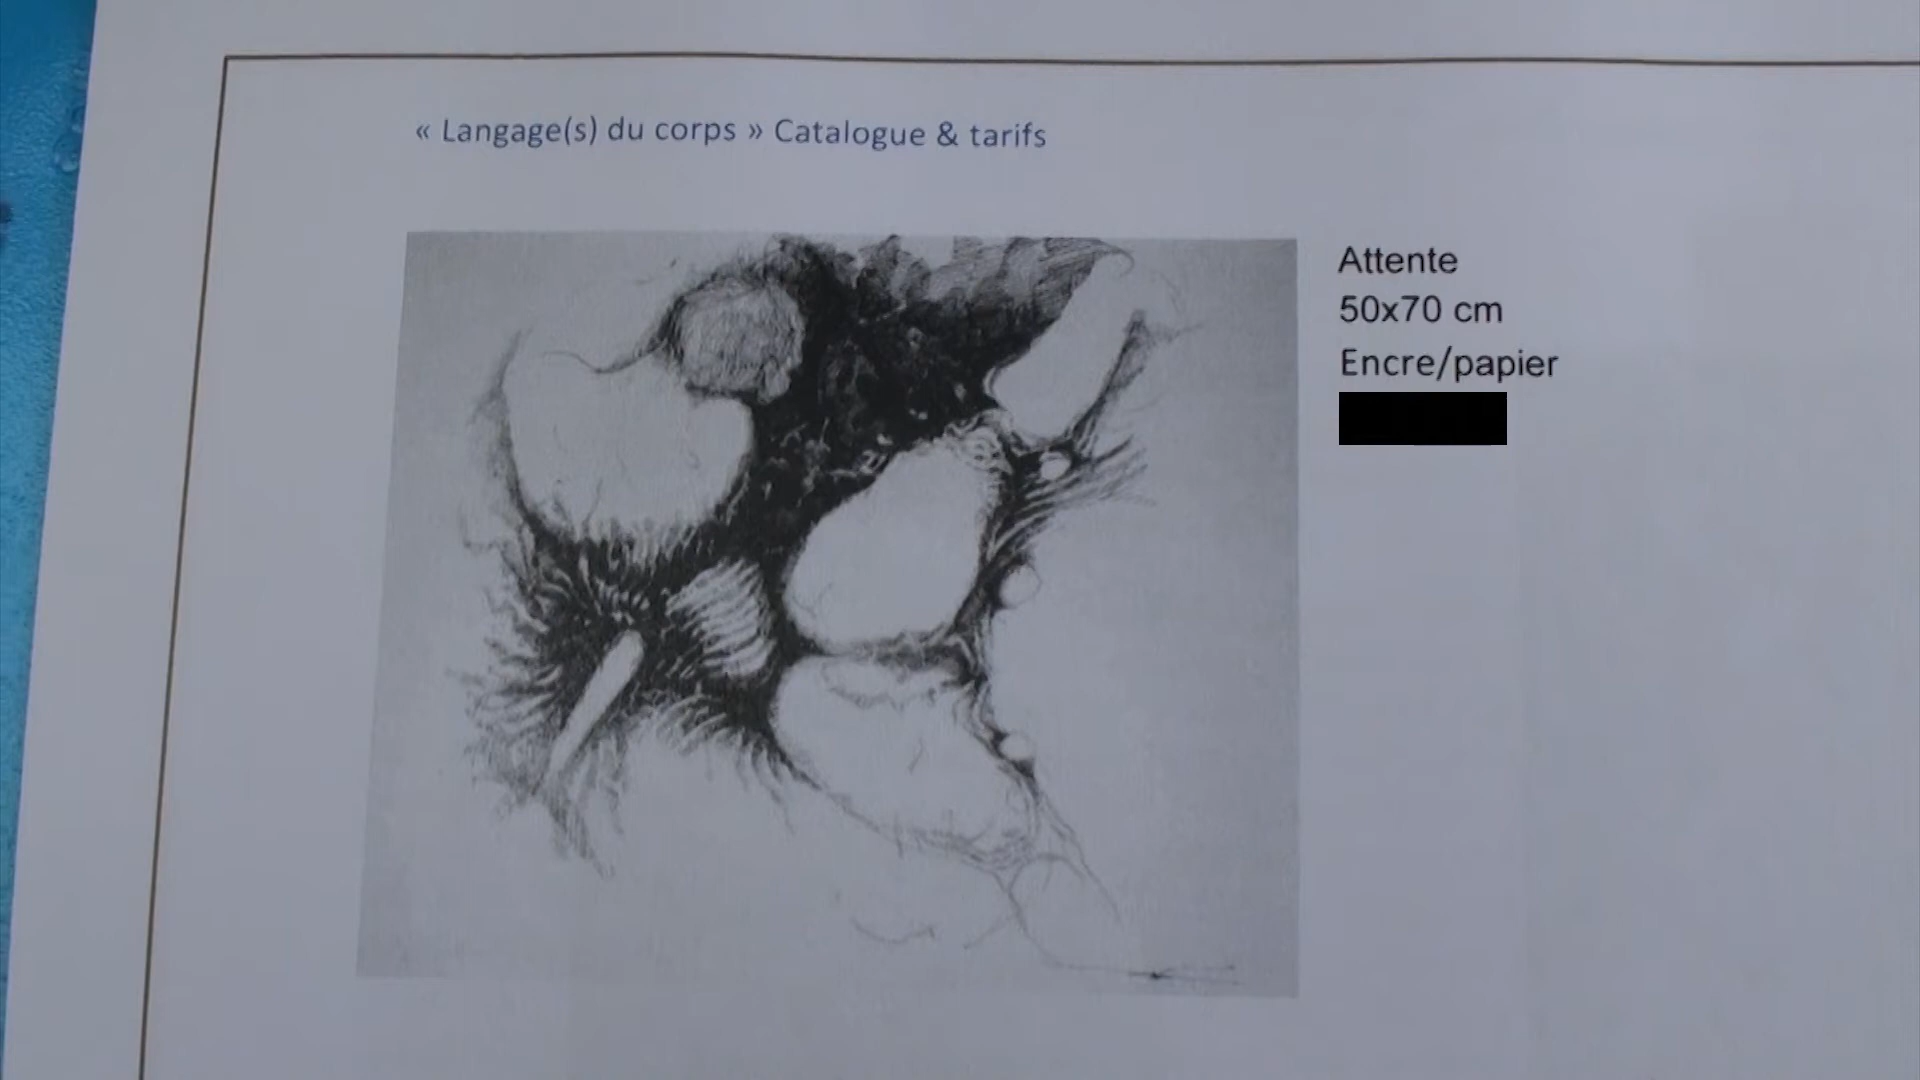 « Langage(s) du corps » Catalogue & tarifs
Attente
50x70 cm
Encre/papier